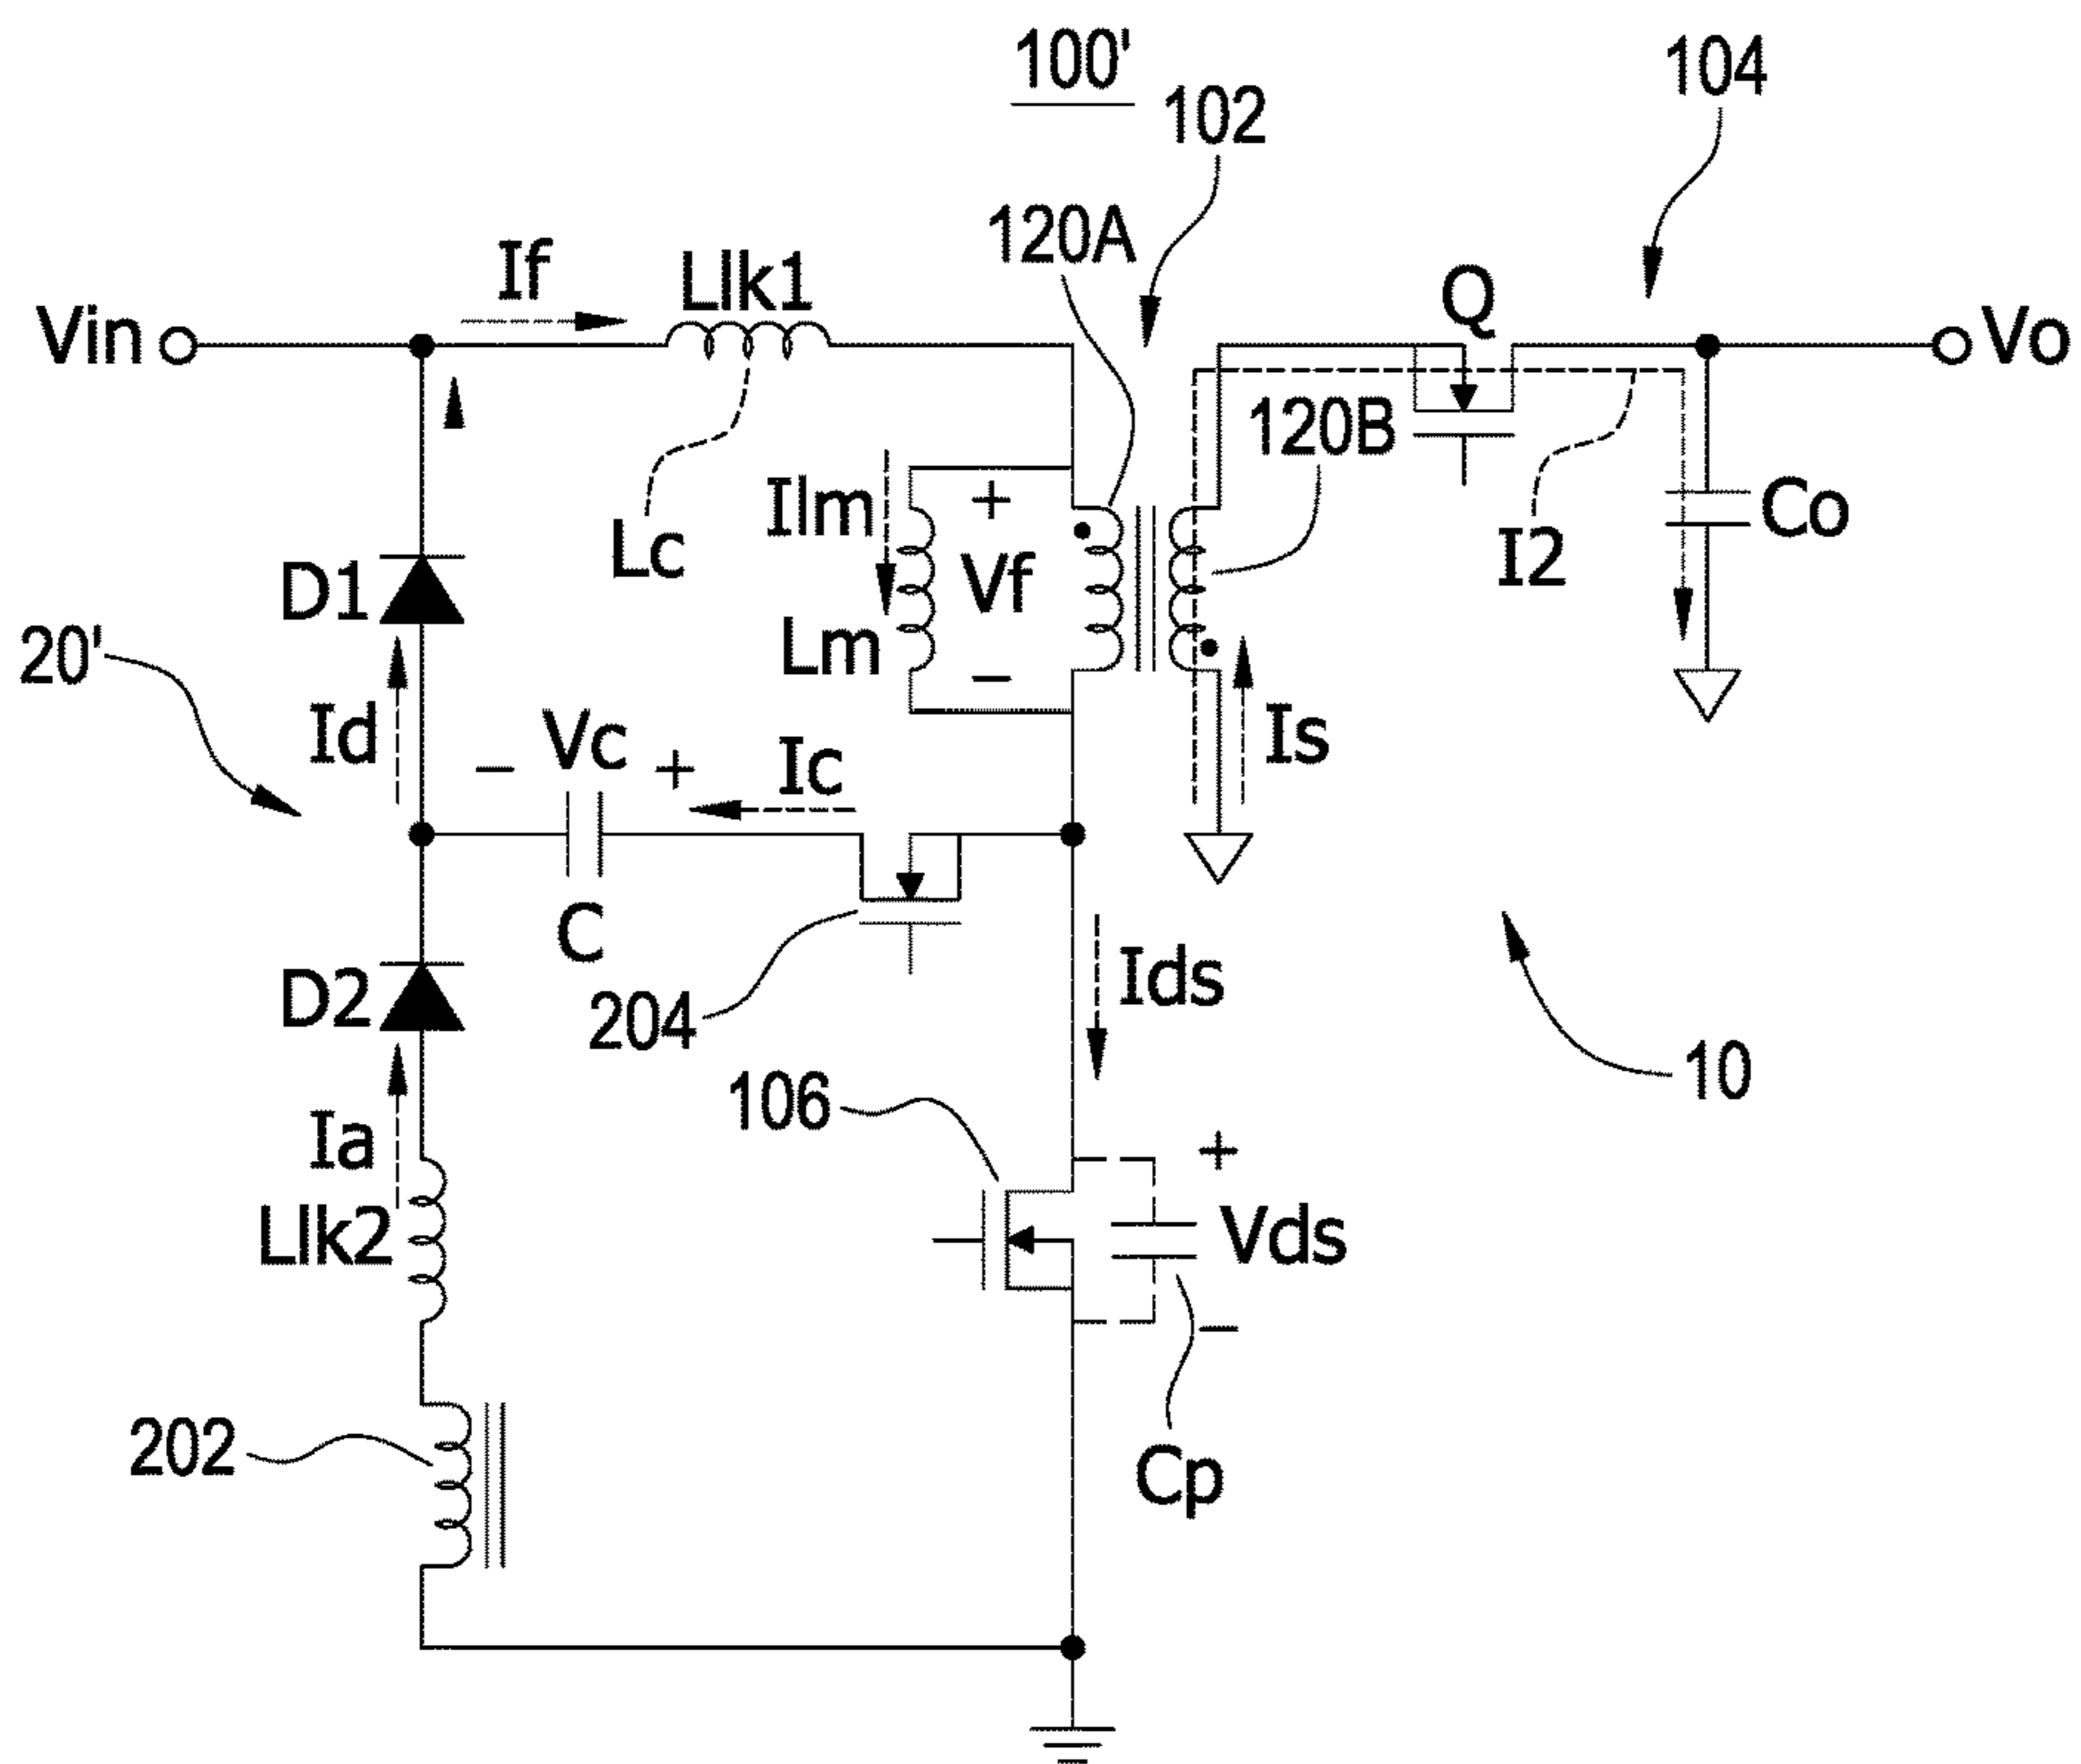 100'
102
104
120A
If
Llk1
Q
Vin
Vo
120B
Ilm
+
Vf
−
Lc
Lm
I2
Co
D1
20'
Id
− Vc +
Ic
Is
C
D2
204
Ids
106
10
Ia
Llk2
+
Vds
−
202
Cp